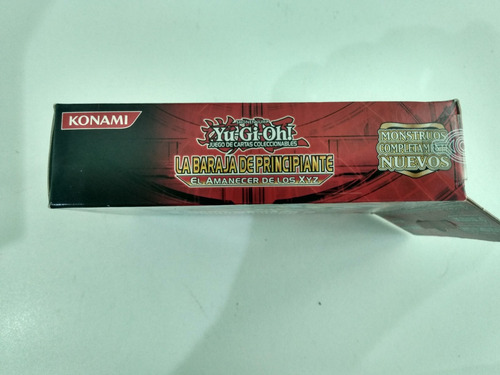 KONAMI
Yu-Gi-Oh!
JUEGO DE CARTAS COLECCIONABLES
LA BARAJA DE PRINCIPIANTE
EL AMANECER DE LOS XYZ
MONSTRUOS
NUEVOS